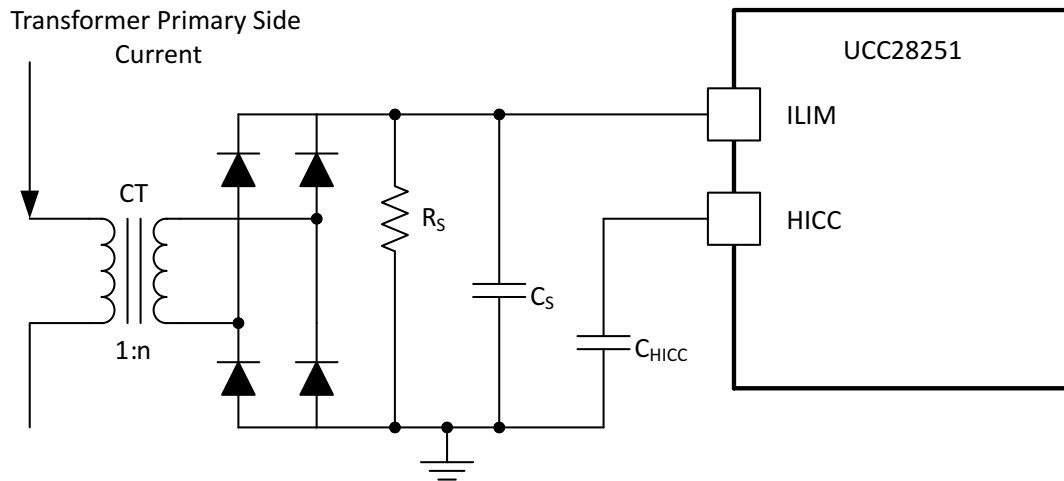 Transformer Primary Side
Current
UCC28251
ILIM
CT
HICC
R_S
C_S
1:n
C_HICC